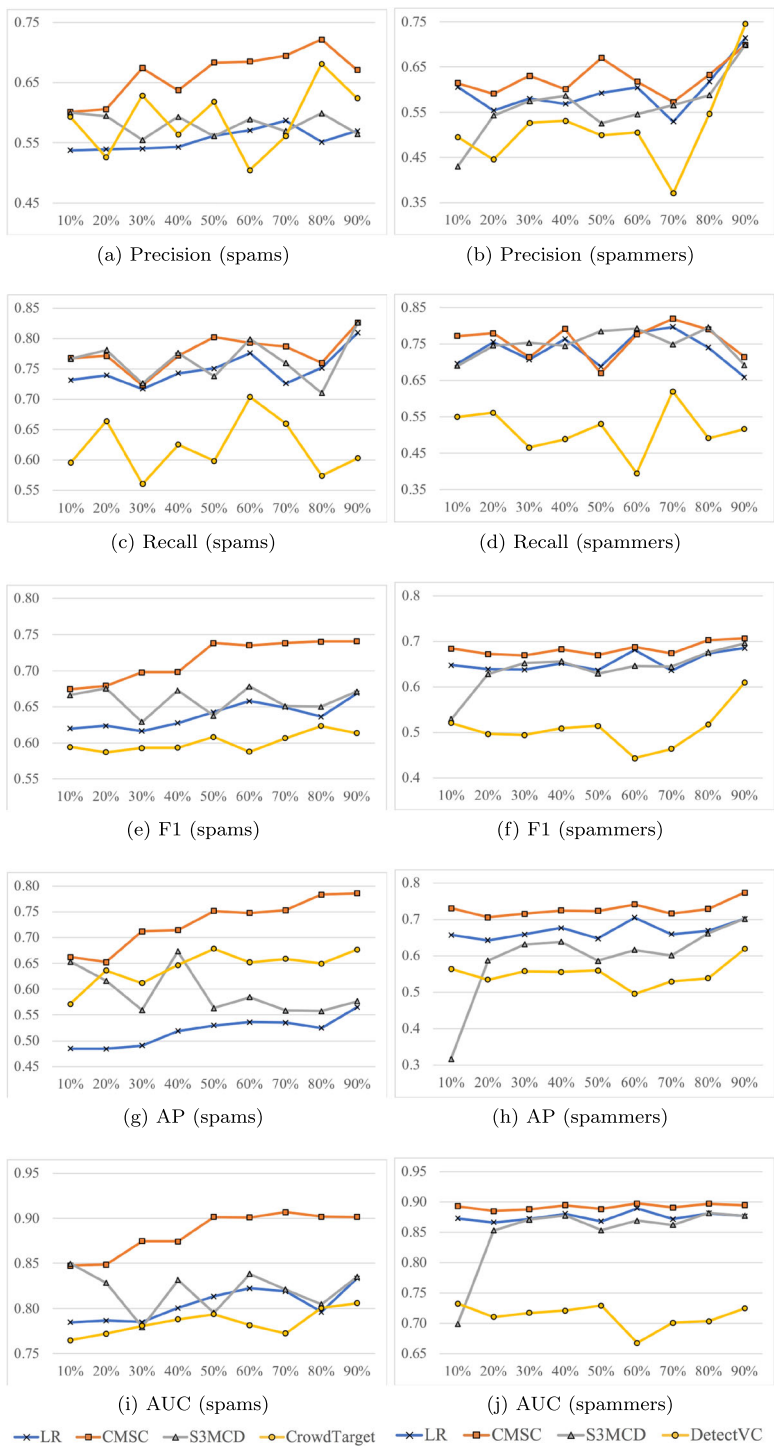 0.75
0.65
0.55
0.45
10% 20% 30% 40% 50% 60% 70% 80% 90%
(a) Precision (spams)
0.75
0.65
0.55
0.45
0.35
10% 20% 30% 40% 50% 60% 70% 80% 90%
(b) Precision (spammers)
0.85
0.80
0.75
0.70
0.65
0.60
0.55
10% 20% 30% 40% 50% 60% 70% 80% 90%
(c) Recall (spams)
0.85
0.75
0.65
0.55
0.45
0.35
10% 20% 30% 40% 50% 60% 70% 80% 90%
(d) Recall (spammers)
0.80
0.75
0.70
0.65
0.60
0.55
10% 20% 30% 40% 50% 60% 70% 80% 90%
(e) F1 (spams)
0.8
0.7
0.6
0.5
0.4
10% 20% 30% 40% 50% 60% 70% 80% 90%
(f) F1 (spammers)
0.80
0.75
0.70
0.65
0.60
0.55
0.50
0.45
10% 20% 30% 40% 50% 60% 70% 80% 90%
(g) AP (spams)
0.8
0.7
0.6
0.5
0.4
0.3
10% 20% 30% 40% 50% 60% 70% 80% 90%
(h) AP (spammers)
0.95
0.90
0.85
0.80
0.75
10% 20% 30% 40% 50% 60% 70% 80% 90%
(i) AUC (spams)
0.95
0.90
0.85
0.80
0.75
0.70
0.65
10% 20% 30% 40% 50% 60% 70% 80% 90%
(j) AUC (spammers)
LR CMSC S3MCD CrowdTarget
LR CMSC S3MCD DetectVC